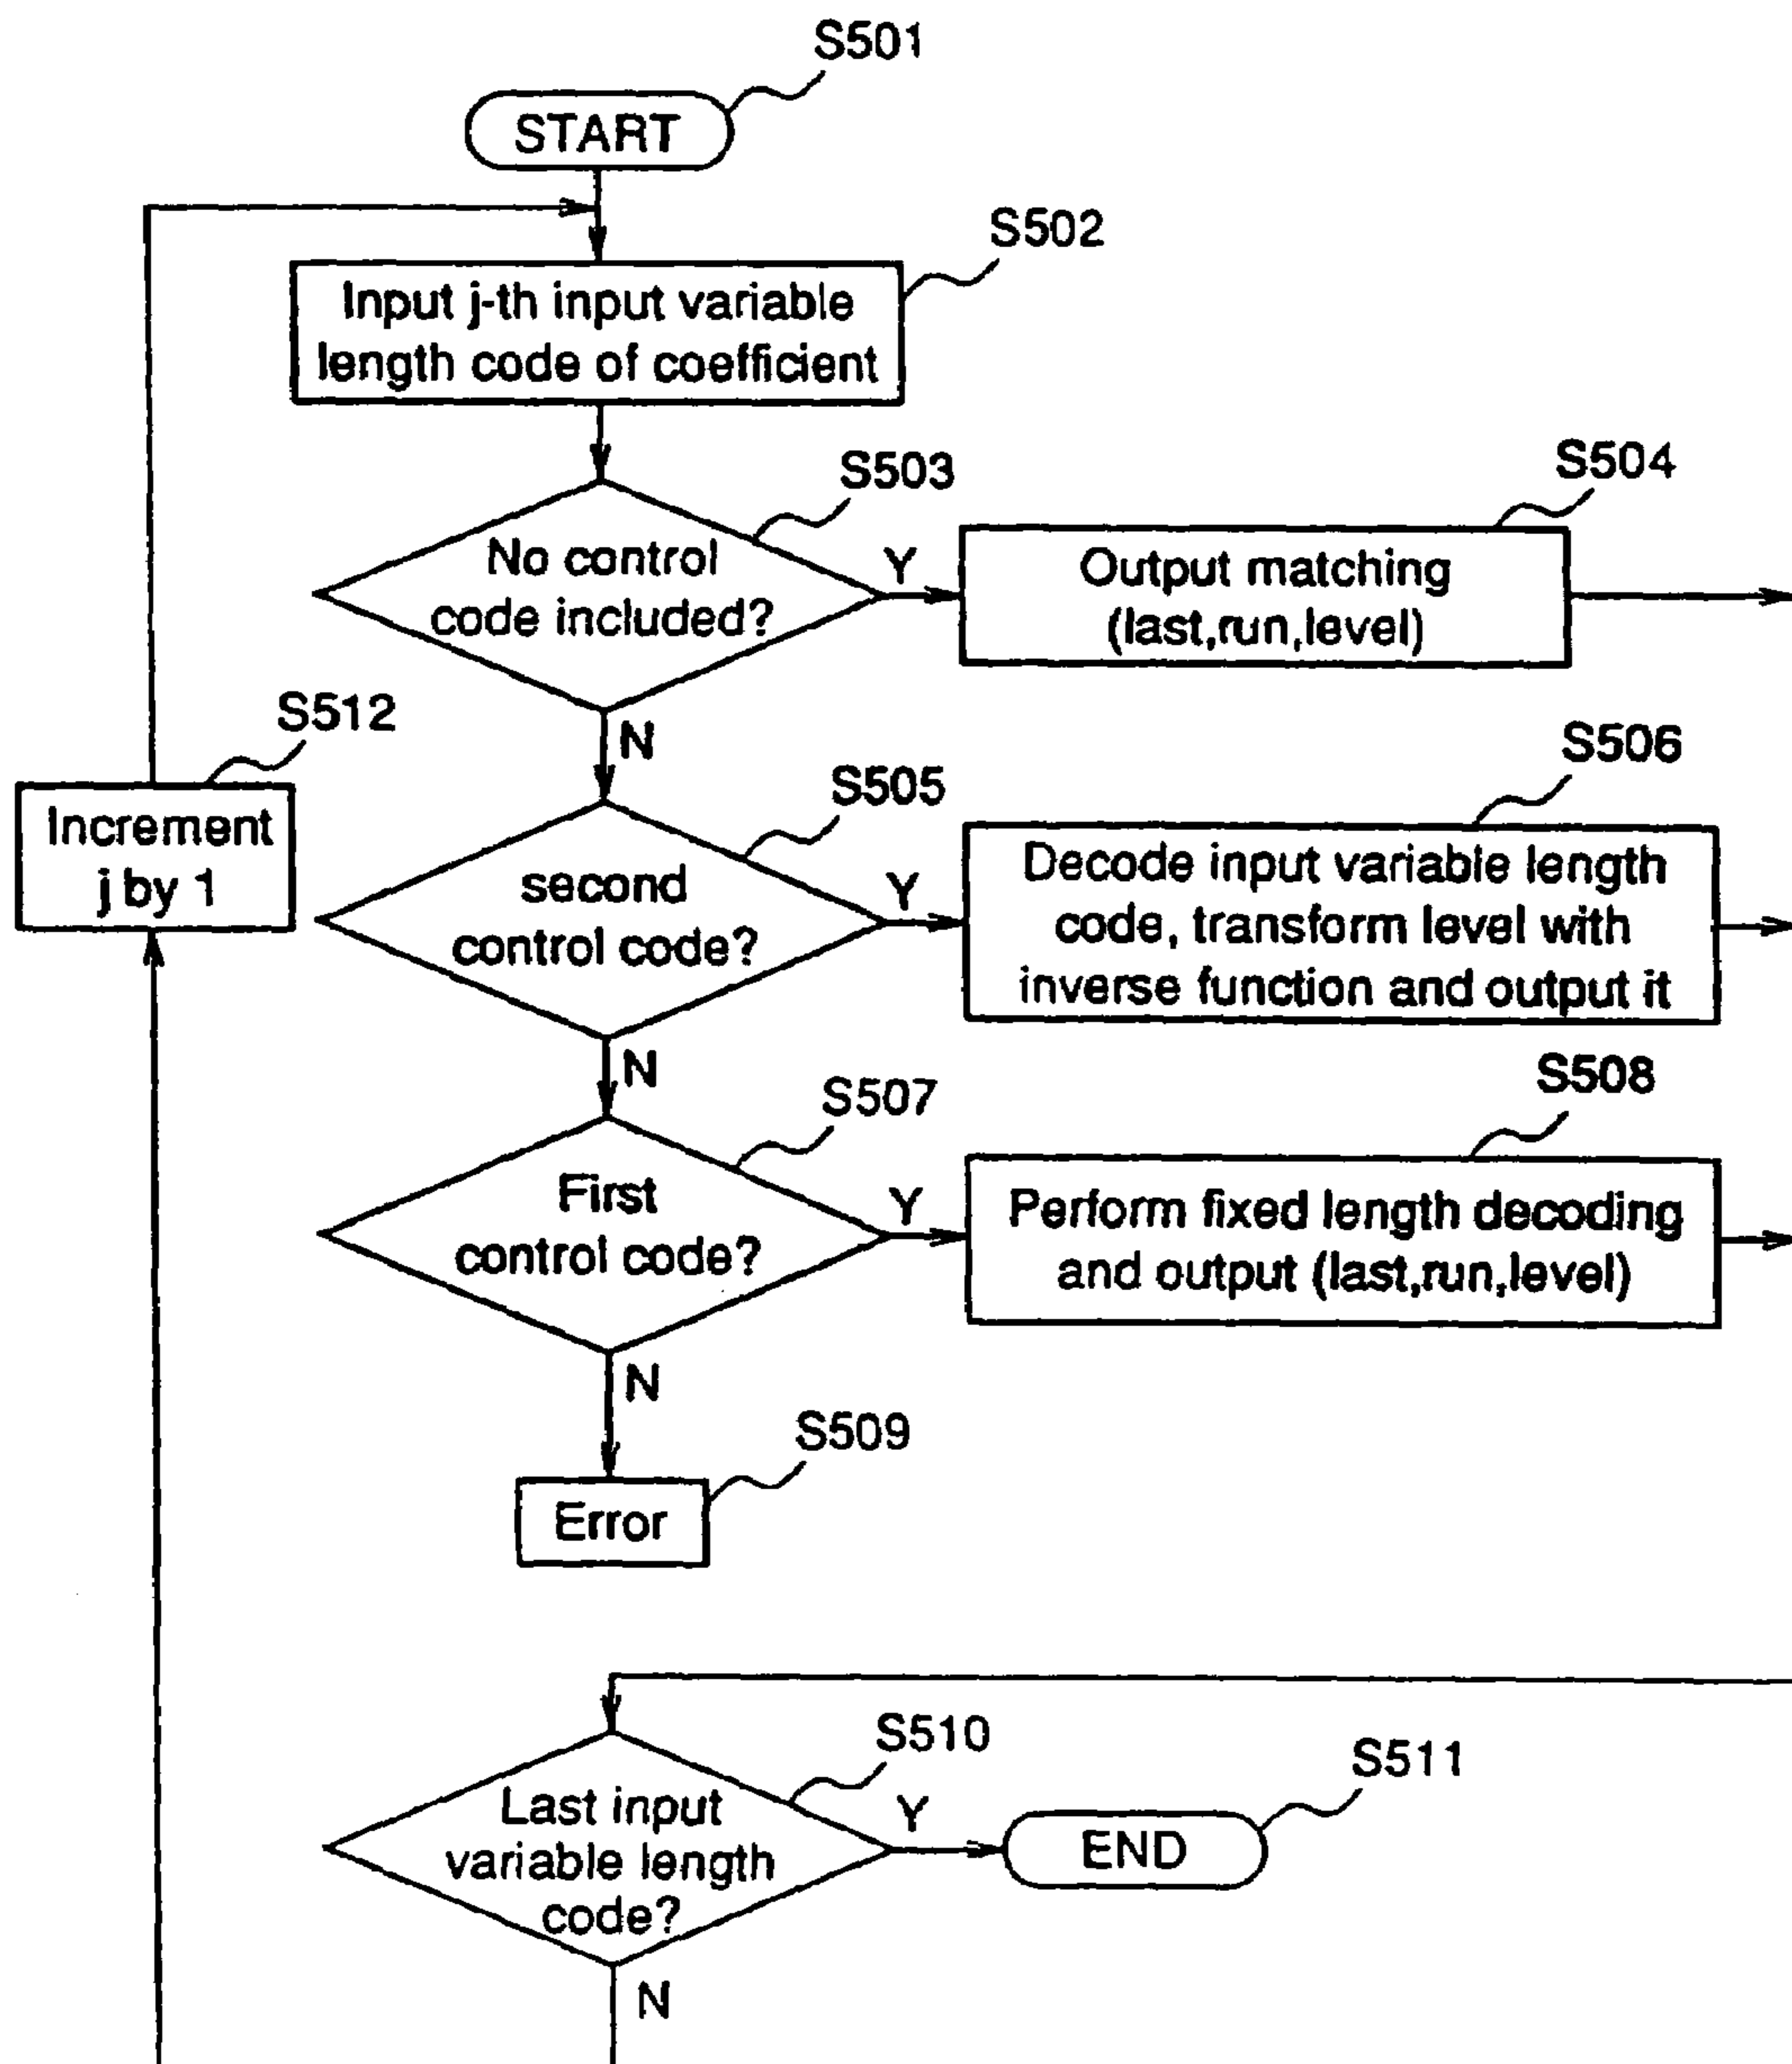 S501
START
S502
Input j-th input variable
length code of coefficient
S503
No control
code included?
Y
S504
Output matching
(last,run,level)
N
S512
Increment
j by 1
S505
second
control code?
Y
S506
Decode input variable length
code, transform level with
inverse function and output it
N
S507
First
control code?
Y
S508
Perform fixed length decoding
and output (last,run,level)
N
S509
Error
S510
Last input
variable length
code?
Y
S511
END
N